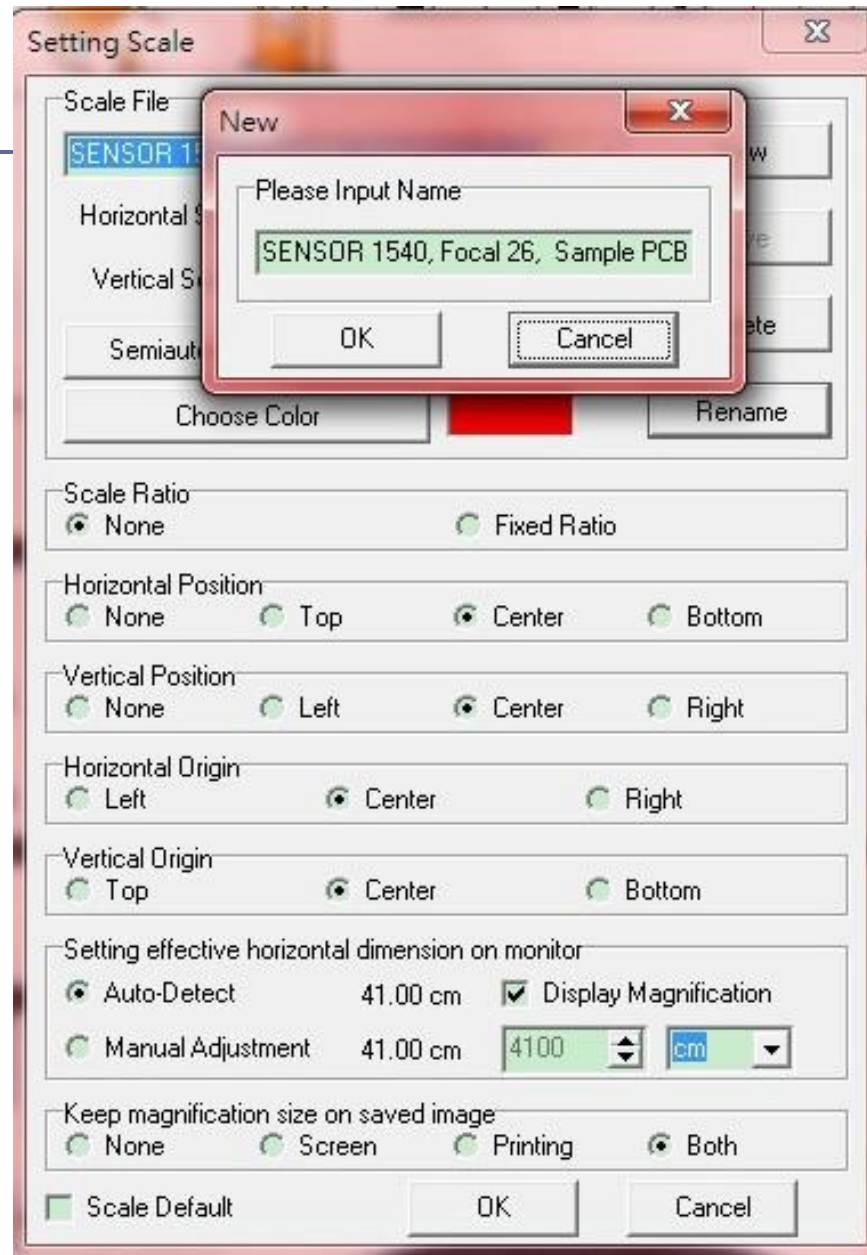 Setting Scale
Scale File
New
SENSOR 1
Please Input Name
Horizontal
SENSOR 1540, Focal 26, Sample PCB
Vertical
OK Cancel
Semiaut
Choose Color Rename
Scale Ratio
None Fixed Ratio
Horizontal Position
None Top Center Bottom
Vertical Position
None Left Center Right
Horizontal Origin
Left Center Right
Vertical Origin
Top Center Bottom
Setting effective horizontal dimension on monitor
Auto-Detect 41.00 cm Display Magnification
Manual Adjustment 41.00 cm 4100 cm
Keep magnification size on saved image
None Screen Printing Both
Scale Default OK Cancel